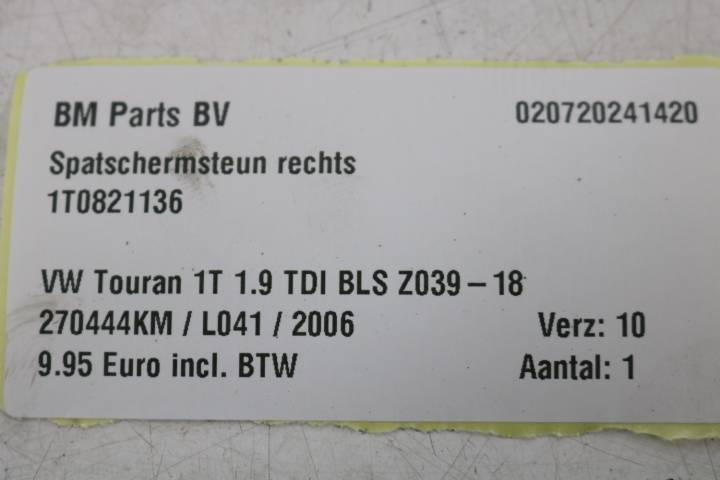 BM Parts BV 020720241420
Spatschermsteun rechts
1T0821136
VW Touran 1T 1.9 TDI BLS Z039-18
270444KM / L041 / 2006 Verz: 10
9.95 Euro incl. BTW Aantal: 1